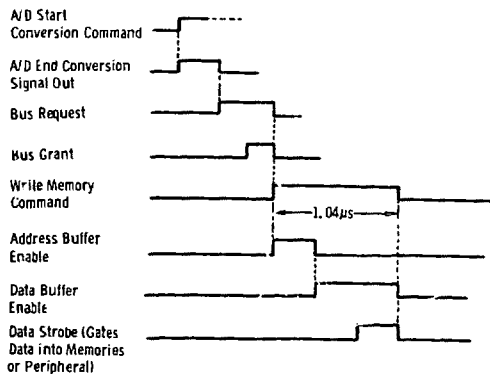 A/D Start
Conversion Command
A/D End Conversion
Signal Out
Bus Request
Bus Grant
Write Memory
Command
1.04μs
Address Buffer
Enable
Data Buffer
Enable
Data Strobe (Gates
Data into Memories
or Peripheral)